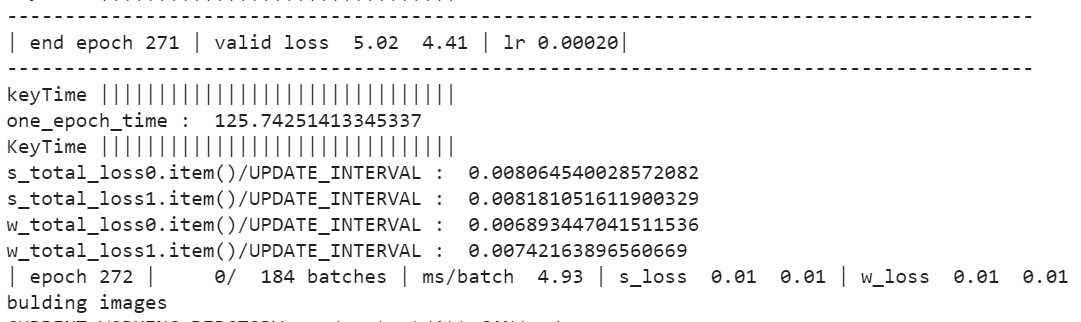 -----------------------------------------------------------------------------------------
| end epoch 271 | valid loss  5.02  4.41 | lr 0.00020|
-----------------------------------------------------------------------------------------
keyTime |||||||||||||||||||||||||||||||
one_epoch_time :  125.74251413345337
KeyTime |||||||||||||||||||||||||||||||
s_total_loss0.item()/UPDATE_INTERVAL :  0.008064540028572082
s_total_loss1.item()/UPDATE_INTERVAL :  0.008181051611900329
w_total_loss0.item()/UPDATE_INTERVAL :  0.006893447041511536
w_total_loss1.item()/UPDATE_INTERVAL :  0.00742163896560669
| epoch 272 |     0/  184 batches | ms/batch  4.93 | s_loss  0.01  0.01 | w_loss  0.01  0.01
bulding images